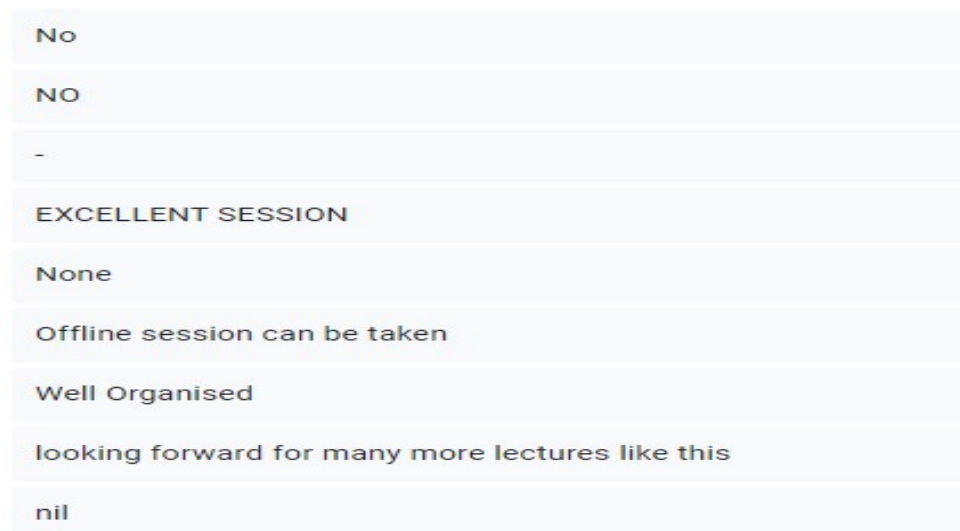 No
NO
-
EXCELLENT SESSION
None
Offline session can be taken
Well Organised
looking forward for many more lectures like this
nil